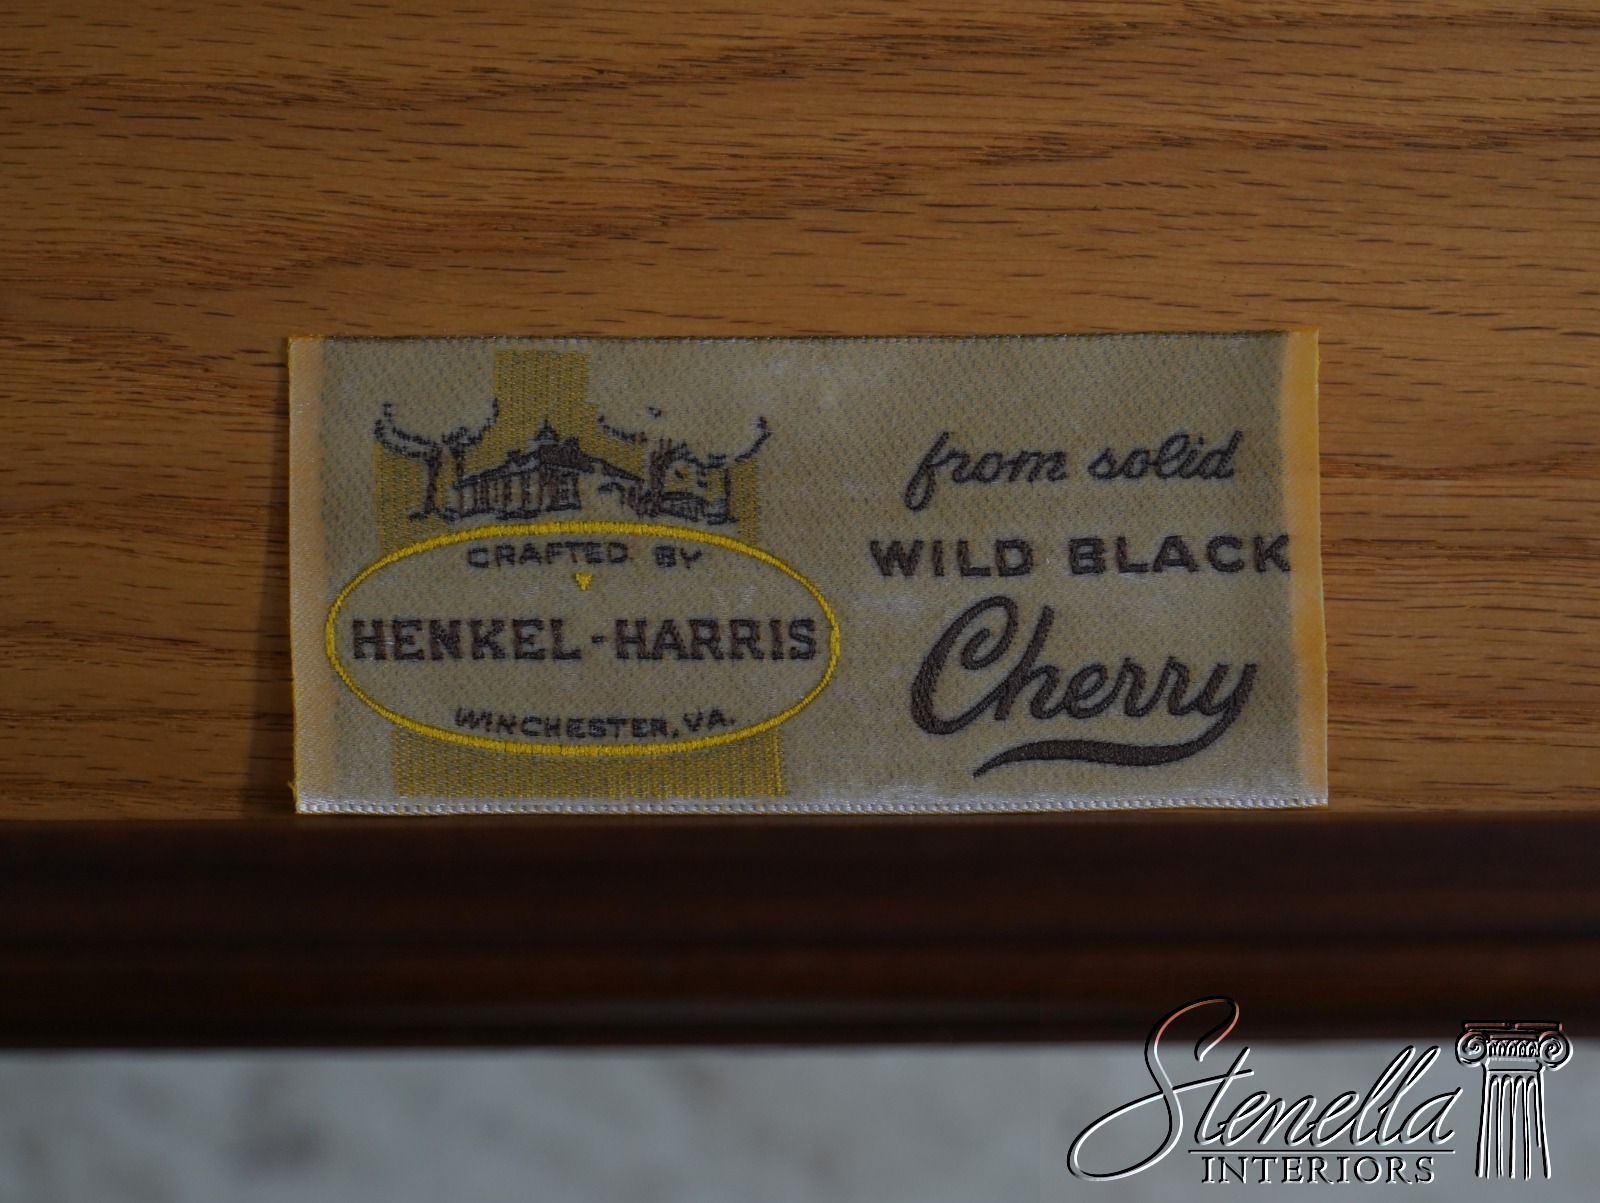 CRAFTED BY
HENKEL-HARRIS
WINCHESTER, VA.
from solid
WILD BLACK
Cherry
Stenella
INTERIORS